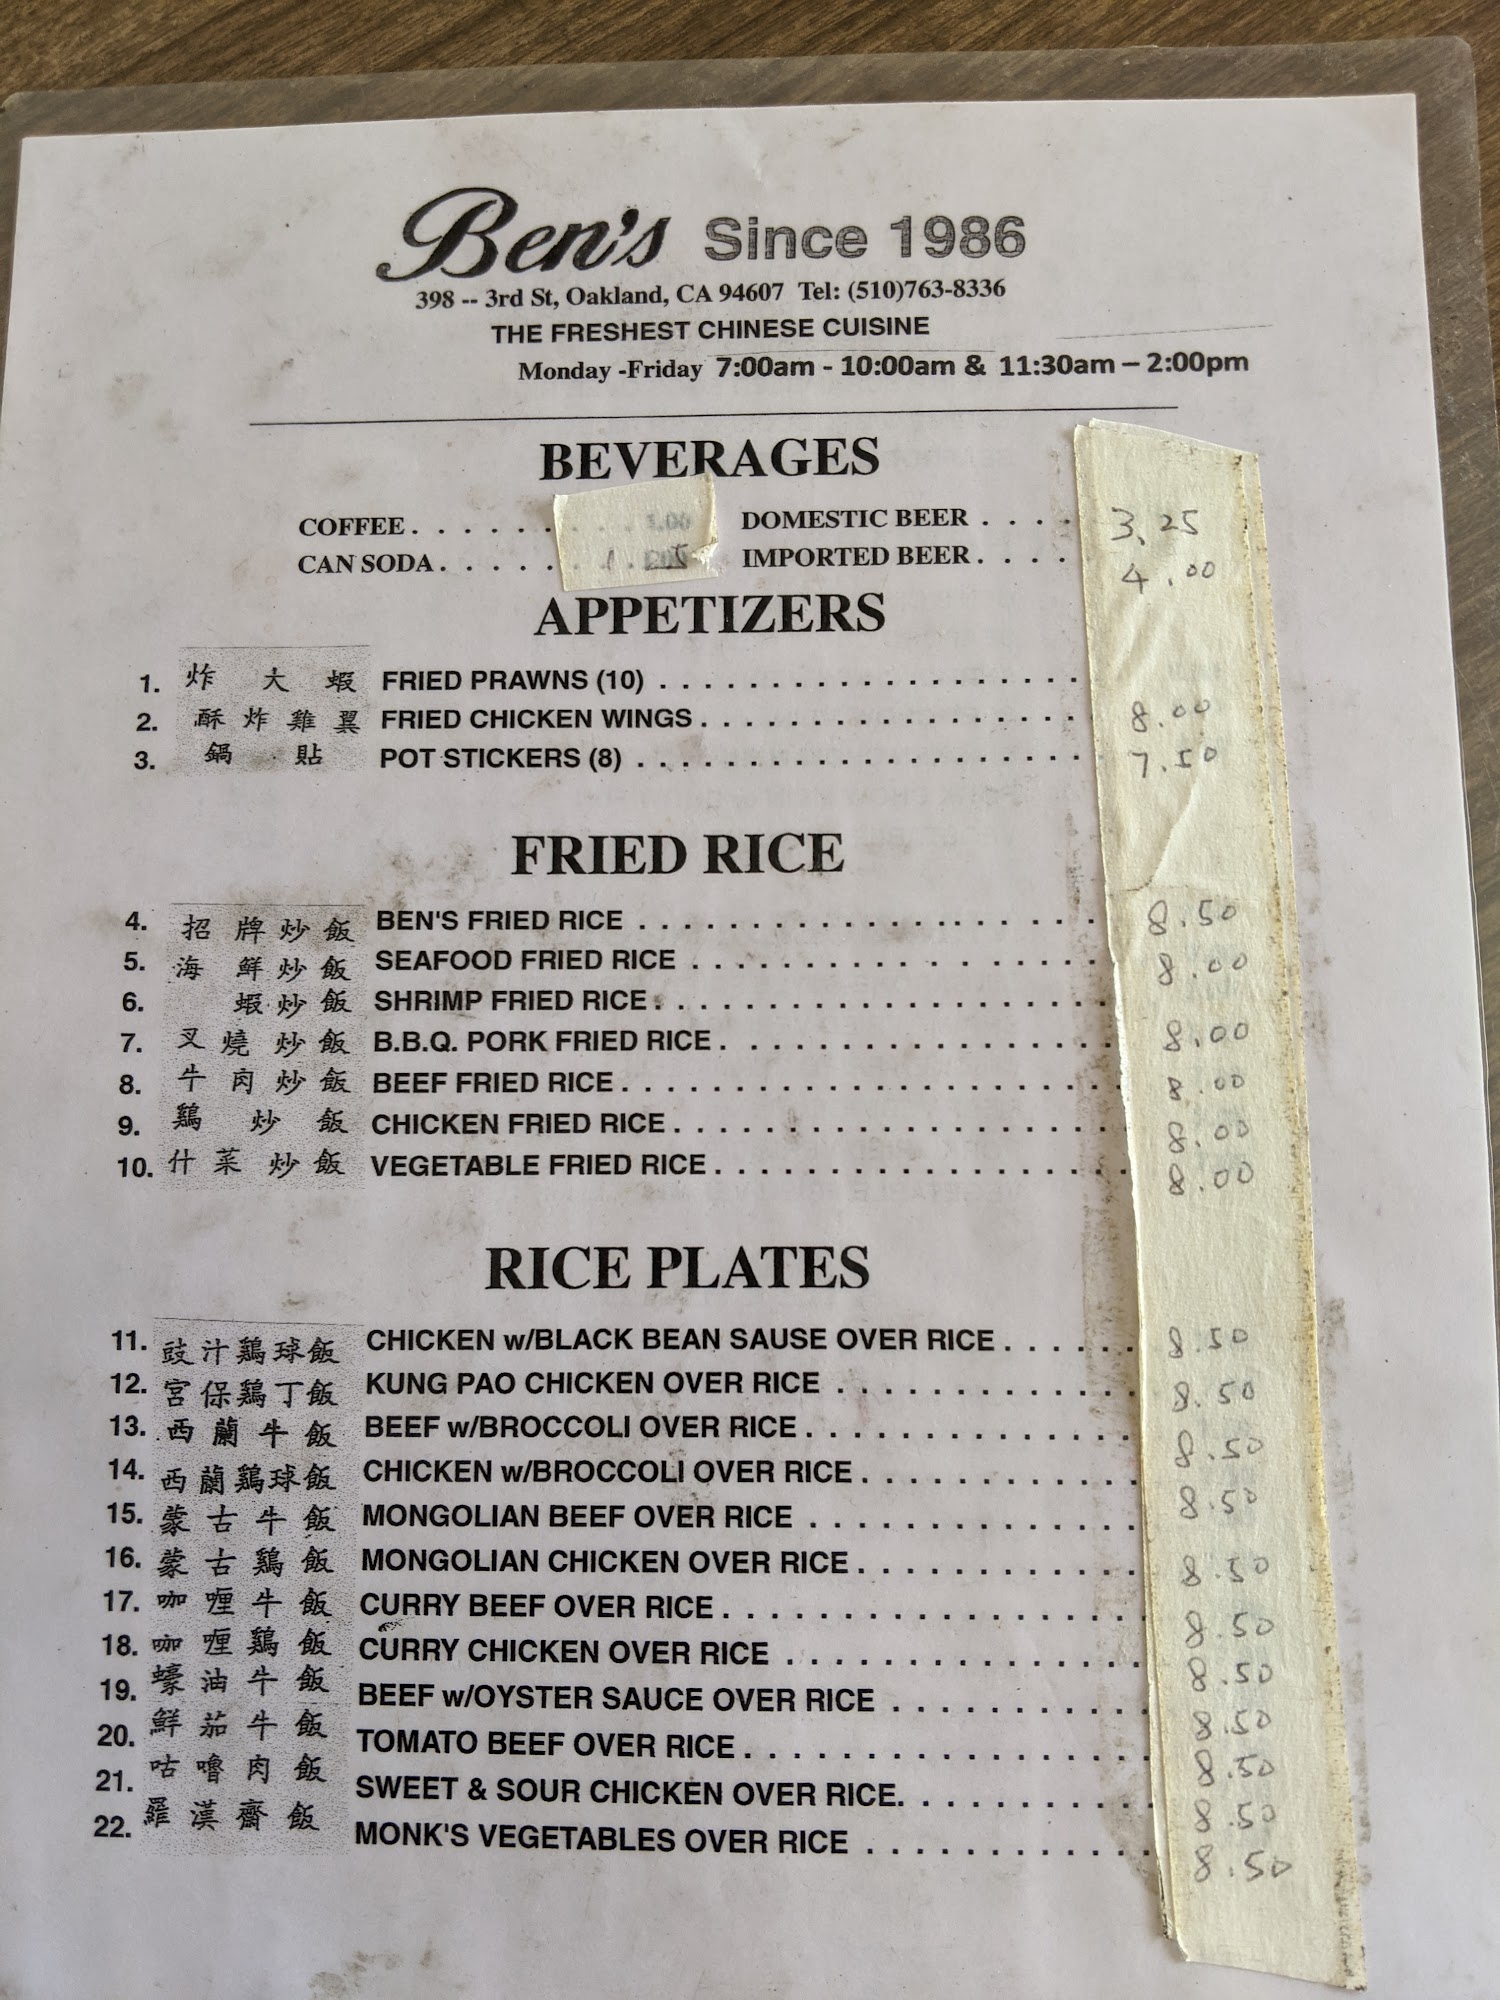 Ben's Since 1986
398 -- 3rd St, Oakland, CA 94607 Tel: (510)763-8336
THE FRESHEST CHINESE CUISINE
Monday -Friday 7:00am - 10:00am & 11:30am – 2:00pm
BEVERAGES
COFFEE . . . . . . . . . DOMESTIC BEER . . . . 3.25
CAN SODA . . . . . . . . IMPORTED BEER . . . . 4.00
APPETIZERS
1. 炸大蝦 FRIED PRAWNS (10)
2. 酥炸雞翼 FRIED CHICKEN WINGS 8.00
3. 鍋貼 POT STICKERS (8) 7.50
FRIED RICE
4. 招牌炒飯 BEN'S FRIED RICE 8.50
5. 海鮮炒飯 SEAFOOD FRIED RICE 8.00
6. 蝦炒飯 SHRIMP FRIED RICE
7. 叉燒炒飯 B.B.Q. PORK FRIED RICE 8.00
8. 牛肉炒飯 BEEF FRIED RICE 8.00
9. 鷄炒飯 CHICKEN FRIED RICE 8.00
10. 什菜炒飯 VEGETABLE FRIED RICE 8.00
RICE PLATES
11. 豉汁鷄球飯 CHICKEN w/BLACK BEAN SAUSE OVER RICE 8.50
12. 宮保鷄丁飯 KUNG PAO CHICKEN OVER RICE 8.50
13. 西蘭牛飯 BEEF w/BROCCOLI OVER RICE 8.50
14. 西蘭鷄球飯 CHICKEN w/BROCCOLI OVER RICE 8.50
15. 蒙古牛飯 MONGOLIAN BEEF OVER RICE
16. 蒙古鷄飯 MONGOLIAN CHICKEN OVER RICE 8.50
17. 咖喱牛飯 CURRY BEEF OVER RICE 8.50
18. 咖喱鷄飯 CURRY CHICKEN OVER RICE 8.50
19. 蠔油牛飯 BEEF w/OYSTER SAUCE OVER RICE 8.50
20. 鮮茄牛飯 TOMATO BEEF OVER RICE 8.50
21. 咕嚕肉飯 SWEET & SOUR CHICKEN OVER RICE 8.50
22. 羅漢齋飯 MONK'S VEGETABLES OVER RICE 8.50